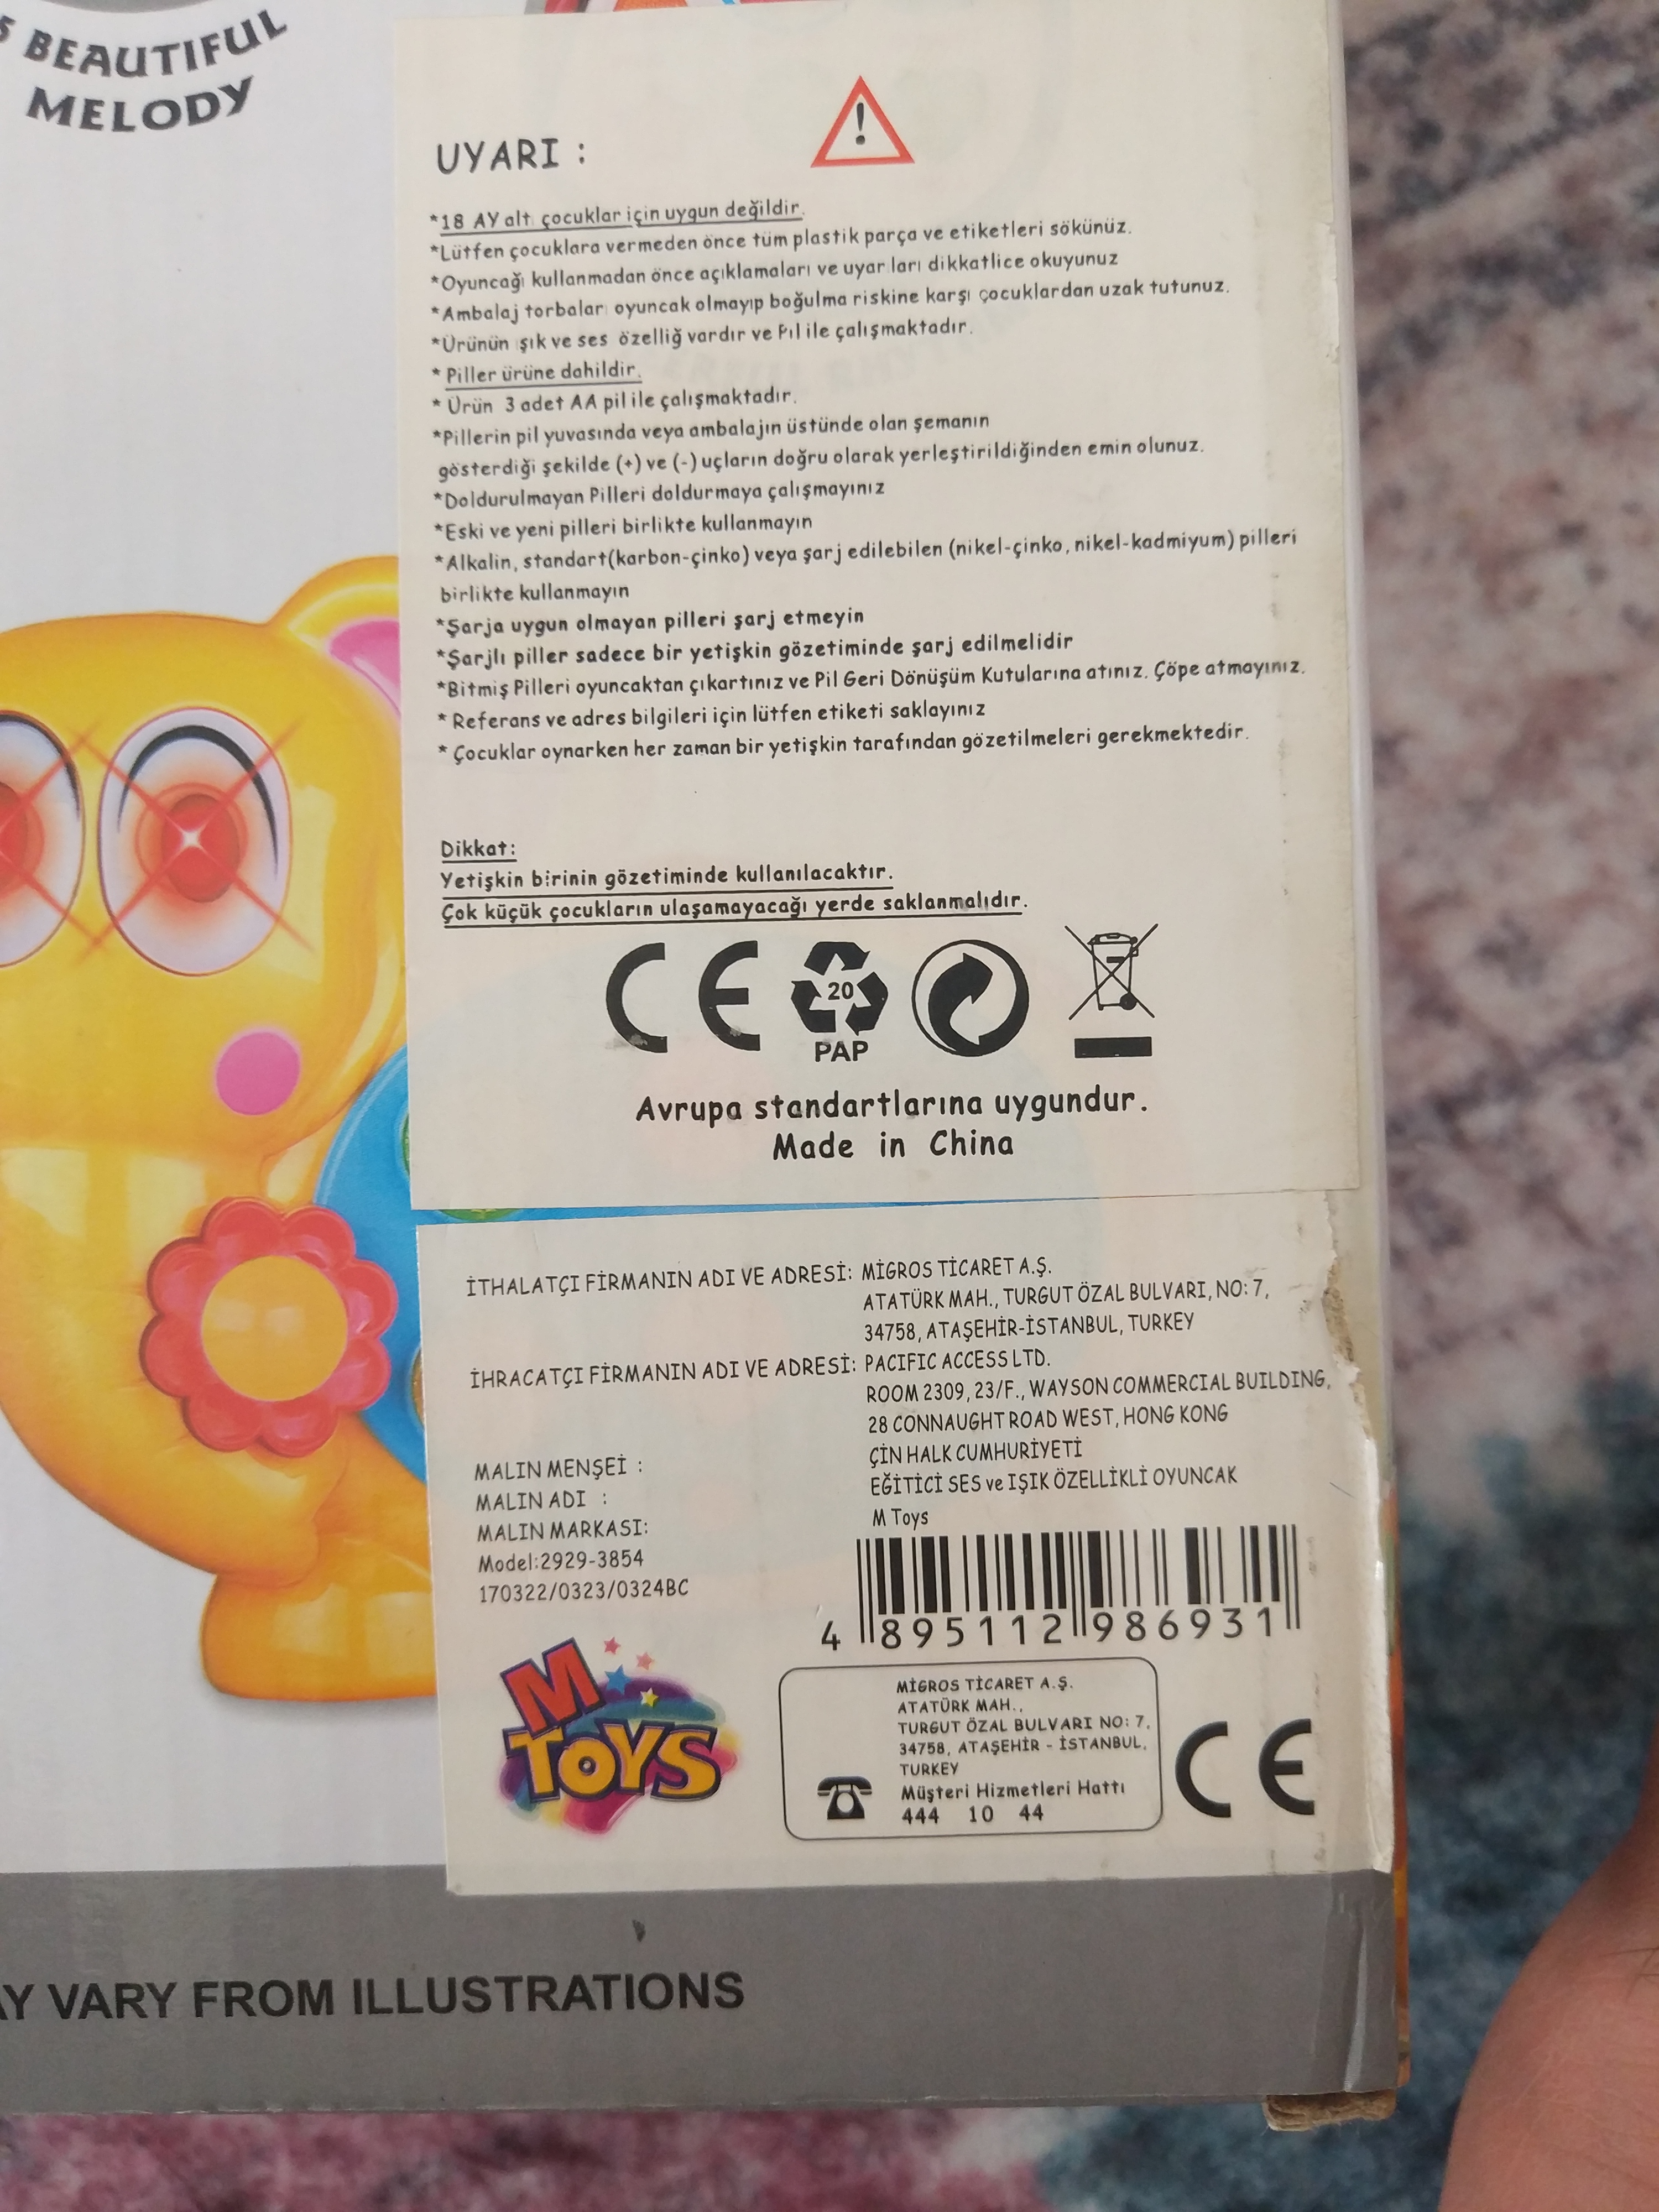 BEAUTIFUL
MELODY
UYARI :
*18 AY alt çocuklar için uygun değildir.
*Lütfen çocuklara vermeden önce tüm plastik parça ve etiketleri sökünüz.
*Oyuncağı kullanmadan önce açıklamaları ve uyar ları dikkatlice okuyunuz
*Ambalaj torbalar oyuncak olmayıp boğulma riskine karşı çocuklardan uzak tutunuz.
*Ürünün şık ve ses özelliğ vardır ve Pil ile çalışmaktadır.
* Piller ürüne dahildir.
* Ürün 3 adet AA pil ile çalışmaktadır.
*Pillerin pil yuvasında veya ambalajın üstünde olan şemanın
gösterdiği şekilde (+) ve (-) uçların doğru olarak yerleştirildiğinden emin olunuz.
*Doldurulmayan Pilleri doldurmaya çalışmayınız
*Eski ve yeni pilleri birlikte kullanmayın
*Alkalin, standart(karbon-çinko) veya şarj edilebilen (nikel-çinko, nikel-kadmiyum) pilleri
birlikte kullanmayın
*Şarja uygun olmayan pilleri şarj etmeyin
*Şarjlı piller sadece bir yetişkin gözetiminde şarj edilmelidir
*Bitmiş Pilleri oyuncaktan çıkartınız ve Pil Geri Dönüşüm Kutularına atınız. Çöpe atmayınız.
* Referans ve adres bilgileri için lütfen etiketi saklayınız
* Çocuklar oynarken her zaman bir yetişkin tarafından gözetilmeleri gerekmektedir.
Dikkat:
Yetişkin birinin gözetiminde kullanılacaktır.
Çok küçük çocukların ulaşamayacağı yerde saklanmalıdır.
CE
20
PAP
Avrupa standartlarına uygundur.
Made in China
İTHALATÇI FİRMANIN ADI VE ADRESİ: MİGROS TİCARET A.Ş.
ATATÜRK MAH., TURGUT ÖZAL BULVARI, NO: 7,
34758, ATAŞEHİR-İSTANBUL, TURKEY
İHRACATÇI FİRMANIN ADI VE ADRESİ: PACIFIC ACCESS LTD.
ROOM 2309, 23/F., WAYSON COMMERCIAL BUILDING,
28 CONNAUGHT ROAD WEST, HONG KONG
MALIN MENŞEİ : ÇİN HALK CUMHURİYETİ
MALIN ADI : EĞİTİCİ SES ve IŞIK ÖZELLİKLİ OYUNCAK
MALIN MARKASI: M Toys
Model:2929-3854
170322/0323/0324BC
4 895112 986931
M TOYS
MİGROS TİCARET A.Ş.
ATATÜRK MAH.,
TURGUT ÖZAL BULVARI NO: 7,
34758, ATAŞEHİR - İSTANBUL,
TURKEY
Müşteri Hizmetleri Hattı
444 10 44
CE
VARY FROM ILLUSTRATIONS